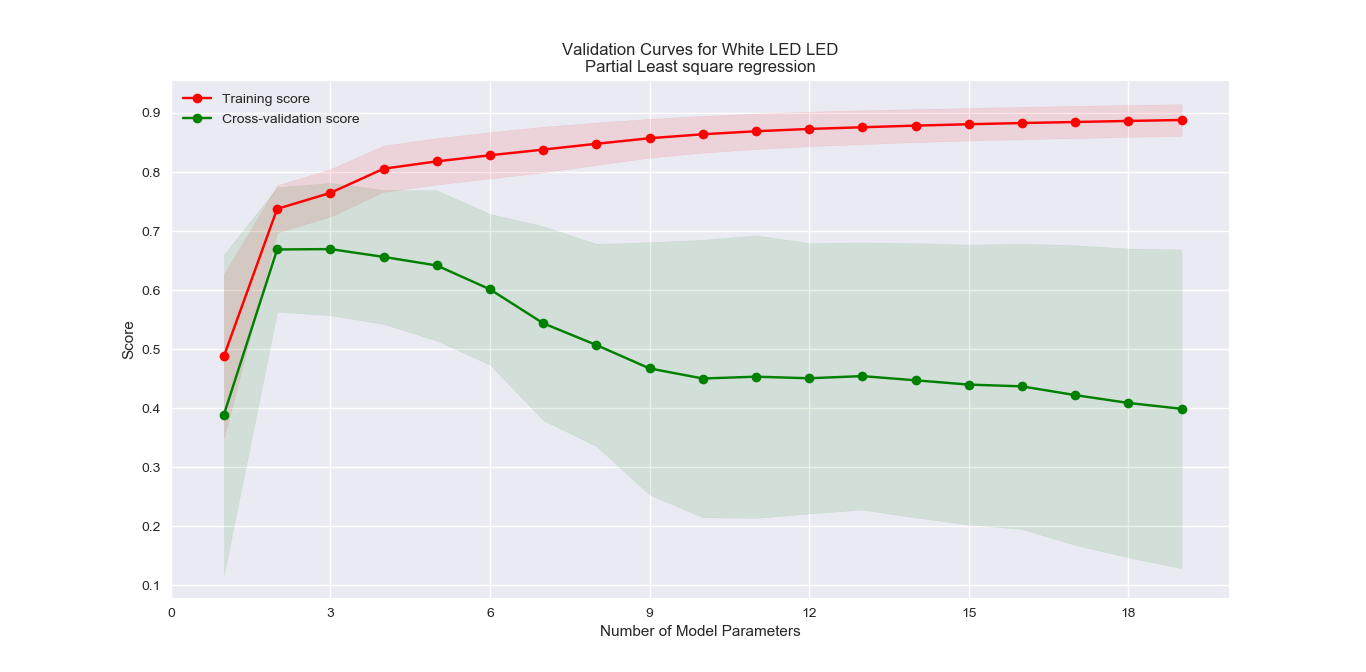 Validation Curves for White LED LED
Partial Least square regression
Training score
Cross-validation score
0.9
0.8
0.7
0.6
0.5
0.4
0.3
0.2
0.1
Score
0 3 6 9 12 15 18
Number of Model Parameters